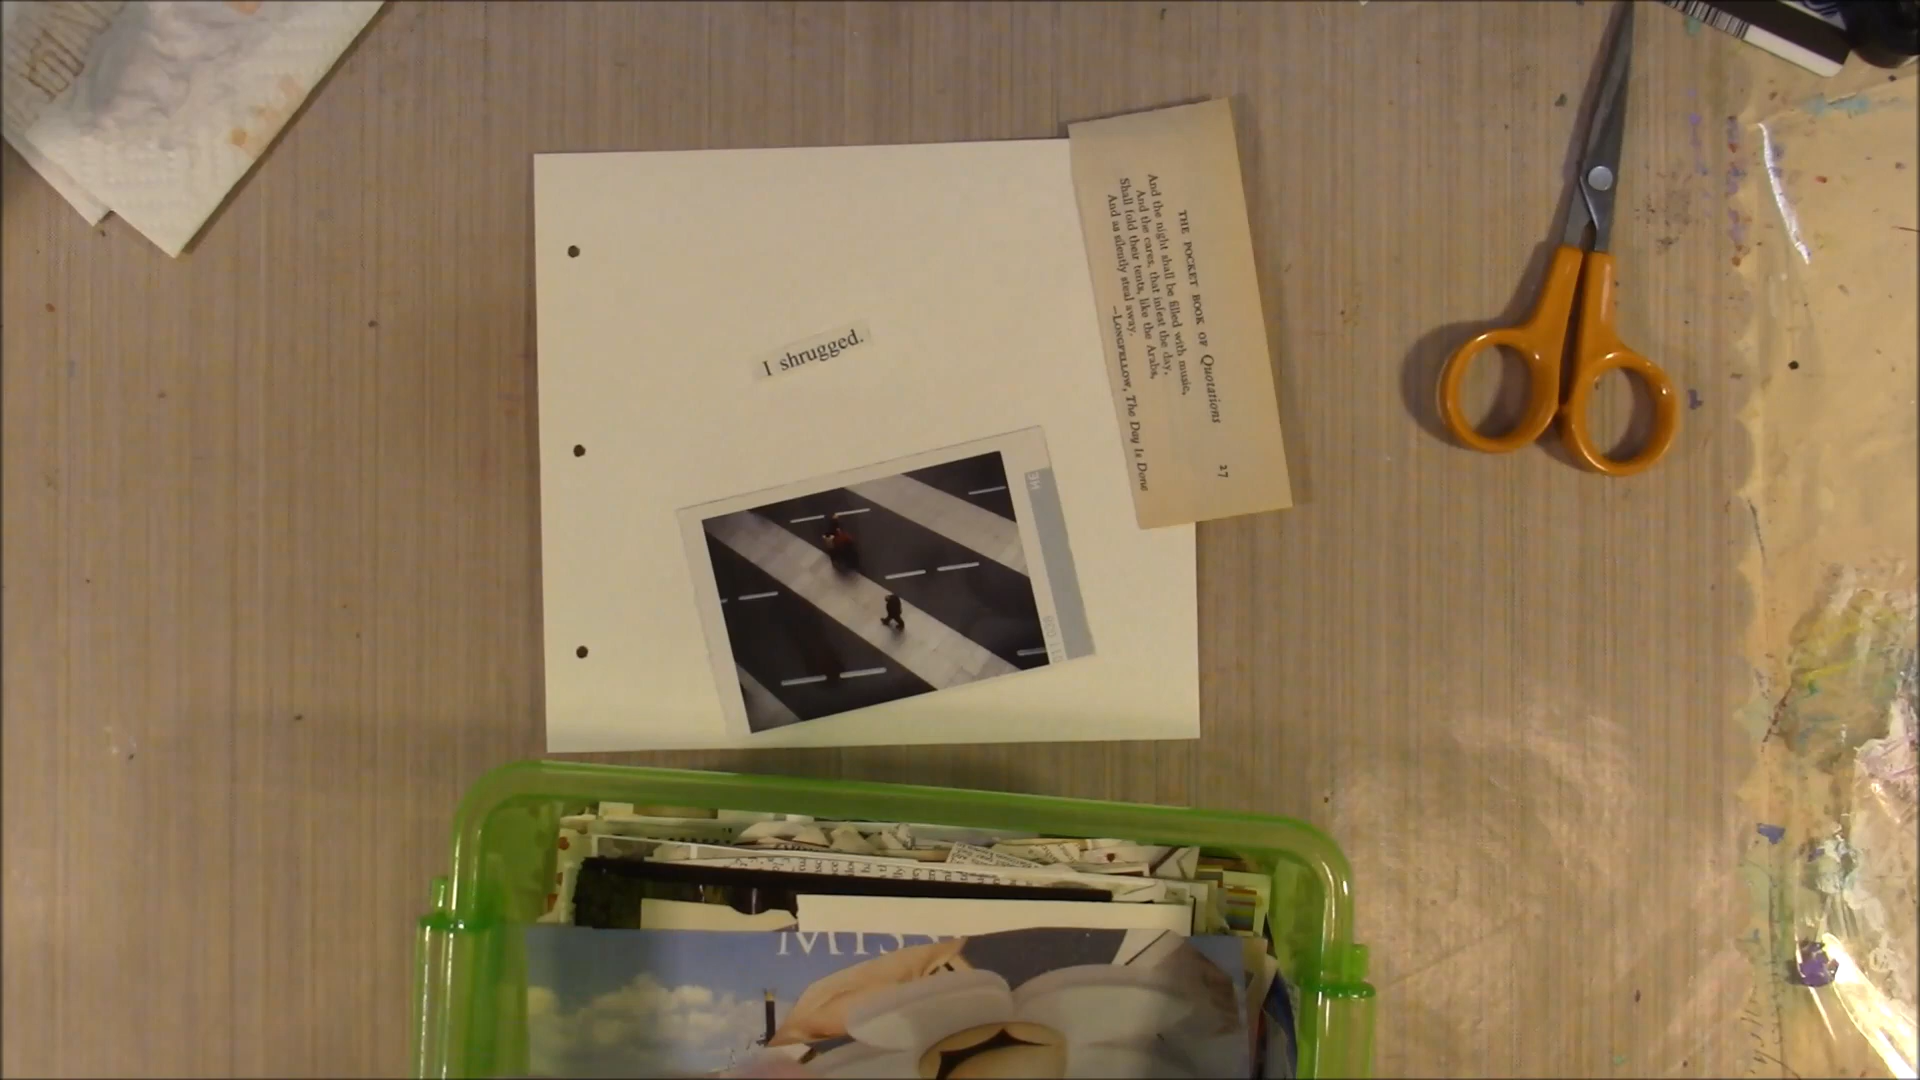 I shrugged.
THE POCKET BOOK OF Quotations 27
And the night shall be filled with music,
And the cares, that infest the day,
Shall fold their tents, like the Arabs,
And as silently steal away.
—LONGFELLOW, The Day Is Done